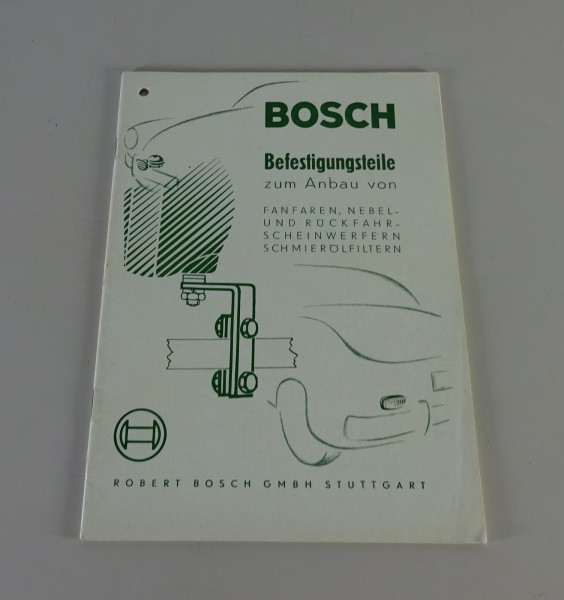 BOSCH
Befestigungsteile
zum Anbau von
FANFAREN, NEBEL-
UND RÜCKFAHR-
SCHEINWERFERN
SCHMIERÖLFILTERN
ROBERT BOSCH GMBH STUTTGART